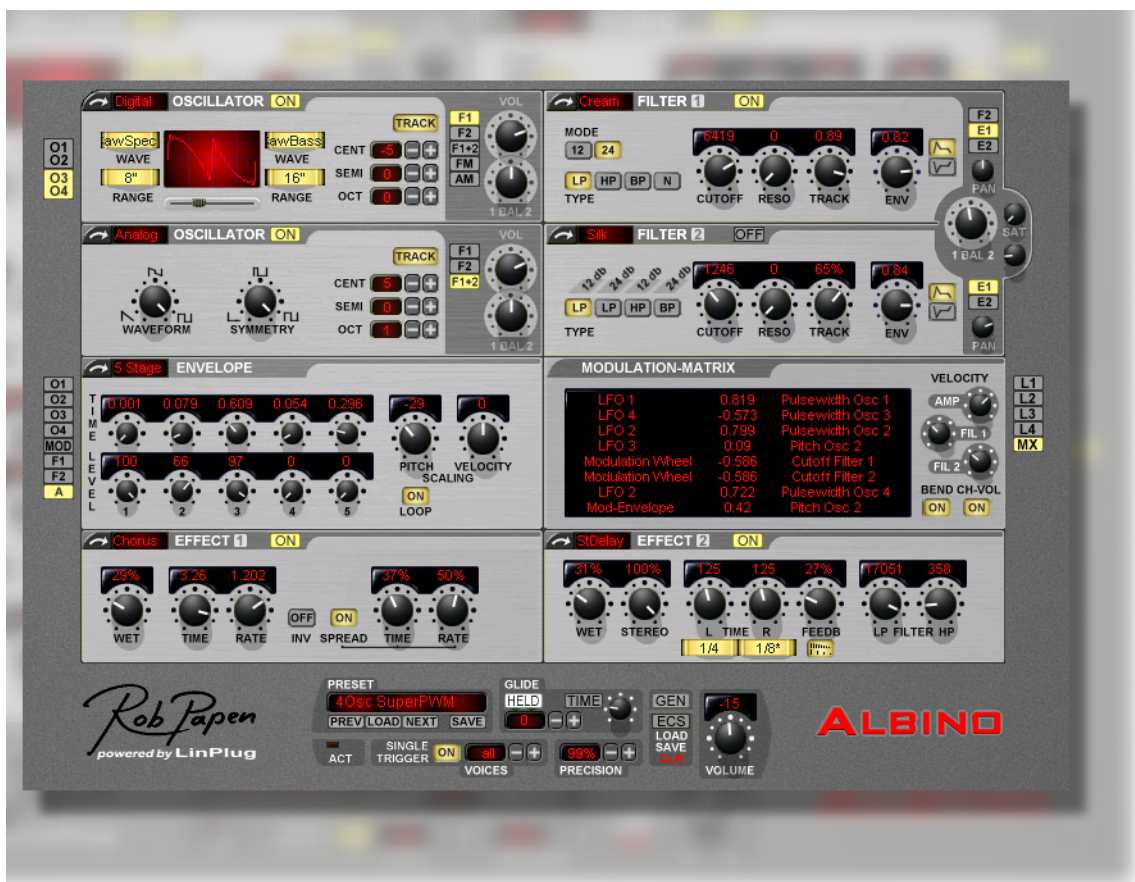 Digital OSCILLATOR ON
VOL
TRACK
F1
F2
F1+2
FM
AM
awSpec
WAVE
8"
RANGE
awBass
WAVE
16"
RANGE
CENT -5
SEMI 0
OCT 0
1 BAL 2
O1
O2
O3
O4
Cream FILTER 1 ON
MODE
12 24
LP HP BP N
TYPE
6419 0 0.89 0.82
CUTOFF RESO TRACK ENV
F2
E1
E2
PAN
SAT
1 BAL 2
Analog OSCILLATOR ON
VOL
TRACK
F1
F2
F1+2
WAVEFORM SYMMETRY
CENT 5
SEMI 0
OCT 1
1 BAL 2
Silk FILTER 2 OFF
12 db 24 db 12 db 24 db
LP LP HP BP
TYPE
1246 0 65% 0.84
CUTOFF RESO TRACK ENV
E1
E2
PAN
5 Stage ENVELOPE
O1
O2
O3
O4
MOD
F1
F2
A
TIME
0.001 0.079 0.609 0.054 0.296
LEVEL
100 66 97 0 0
1 2 3 4 5
-29 0
PITCH VELOCITY
SCALING
ON
LOOP
MODULATION-MATRIX
LFO 1 0.819 Pulsewidth Osc 1
LFO 4 -0.573 Pulsewidth Osc 3
LFO 2 0.799 Pulsewidth Osc 2
LFO 3 0:09 Pitch Osc 2
Modulation Wheel -0.586 Cutoff Filter 1
Modulation Wheel -0.586 Cutoff Filter 2
LFO 2 0.722 Pulsewidth Osc 4
Mod-Envelope 0:42 Pitch Osc 2
VELOCITY
AMP
FIL 1
FIL 2
BEND CH-VOL
ON ON
L1
L2
L3
L4
MX
Chorus EFFECT 1 ON
29% 3.26 1.202 37% 50%
OFF ON
WET TIME RATE INV SPREAD TIME RATE
StDelay EFFECT 2 ON
31% 100% 125 125 27% 17051 358
WET STEREO L TIME R FEEDB LP FILTER HP
1/4 1/8*
Rob Papen
powered by LinPlug
PRESET
4Osc SuperPWM
PREV LOAD NEXT SAVE
GLIDE
HELD TIME
0
ACT
SINGLE
TRIGGER ON all
VOICES
99%
PRECISION
GEN
ECS
LOAD
SAVE
CLR
-15
VOLUME
ALBINO